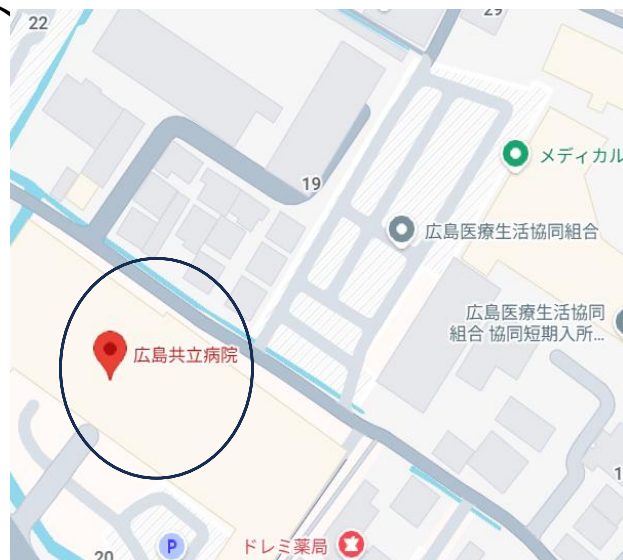 22
29
メディカル
19
広島医療生活協同組合
広島医療生活協同
組合 協同短期入所...
広島共立病院
1
P
ドレミ薬局
20